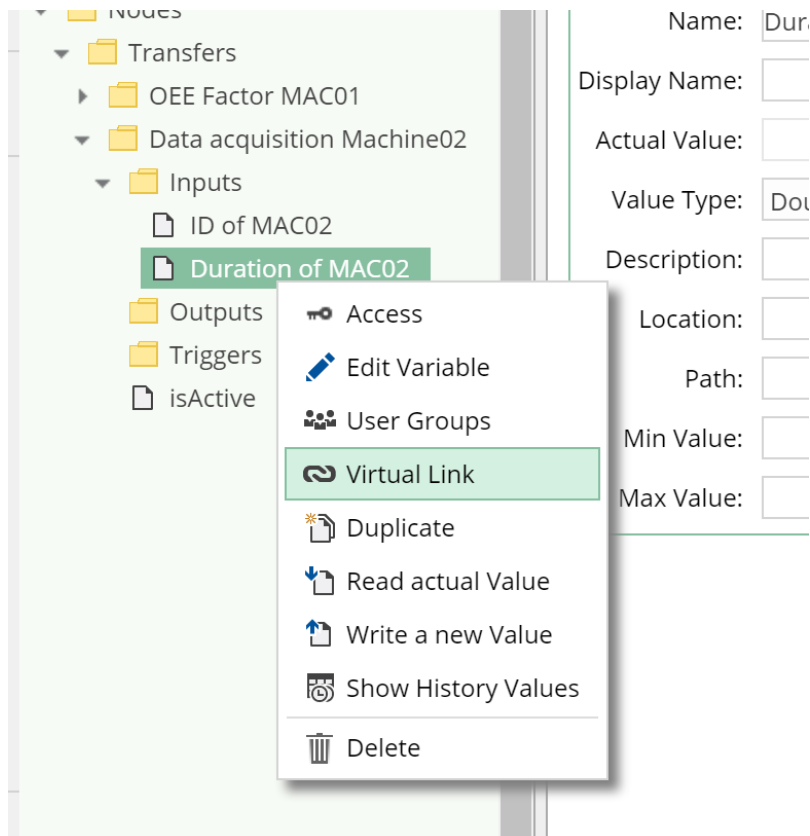 Nodes
Transfers
OEE Factor MAC01
Data acquisition Machine02
Inputs
ID of MAC02
Duration of MAC02
Outputs
Triggers
isActive
Access
Edit Variable
User Groups
Virtual Link
Duplicate
Read actual Value
Write a new Value
Show History Values
Delete
Name:
Display Name:
Actual Value:
Value Type:
Description:
Location:
Path:
Min Value:
Max Value: